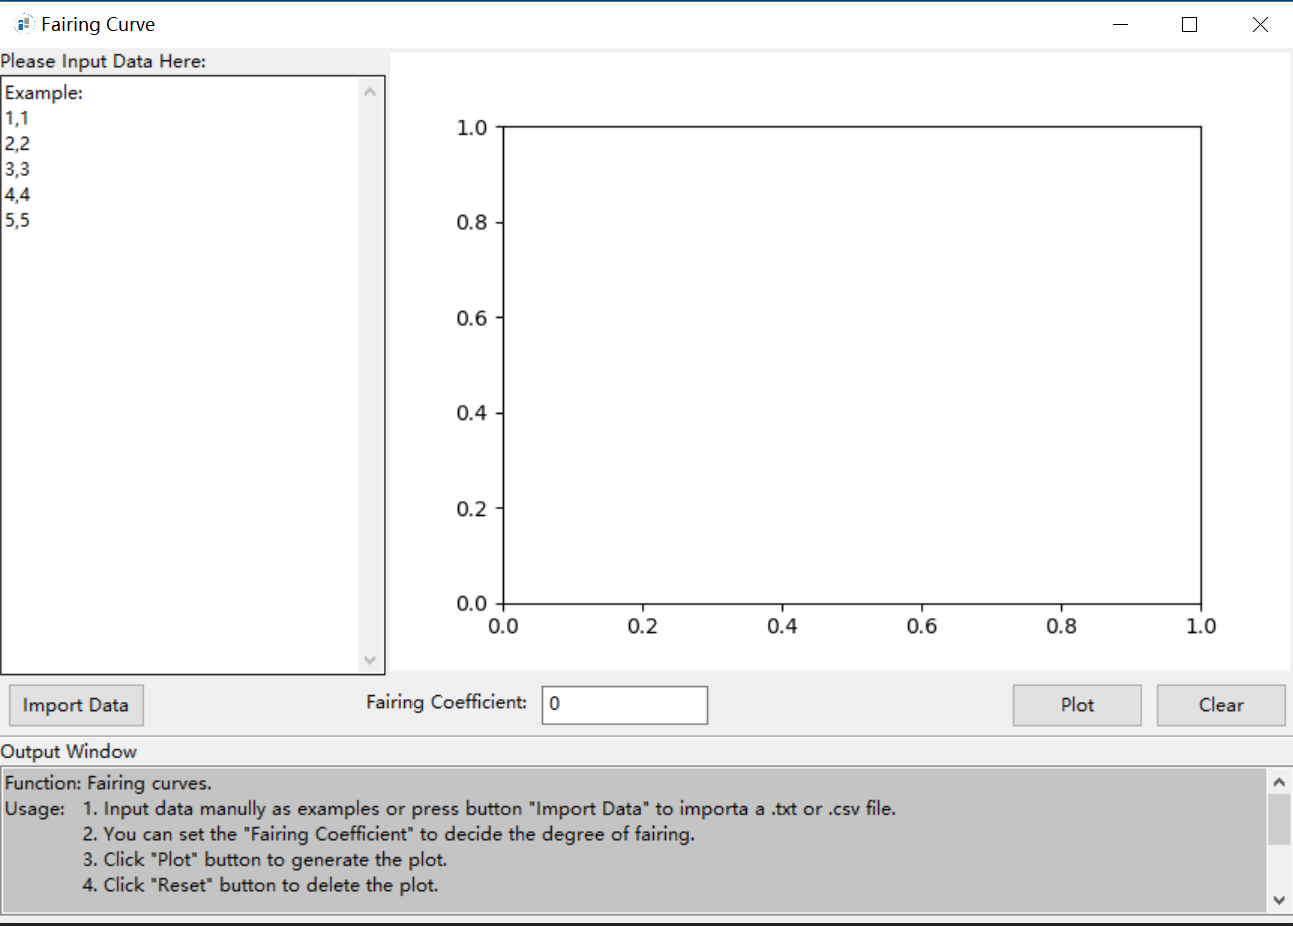 Fairing Curve
Please Input Data Here:
Example:
1,1
2,2
3,3
4,4
5,5
1.0
0.8
0.6
0.4
0.2
0.0
0.0 0.2 0.4 0.6 0.8 1.0
Import Data Fairing Coefficient: 0 Plot Clear
Output Window
Function: Fairing curves.
Usage: 1. Input data manully as examples or press button "Import Data" to importa a .txt or .csv file.
2. You can set the "Fairing Coefficient" to decide the degree of fairing.
3. Click "Plot" button to generate the plot.
4. Click "Reset" button to delete the plot.